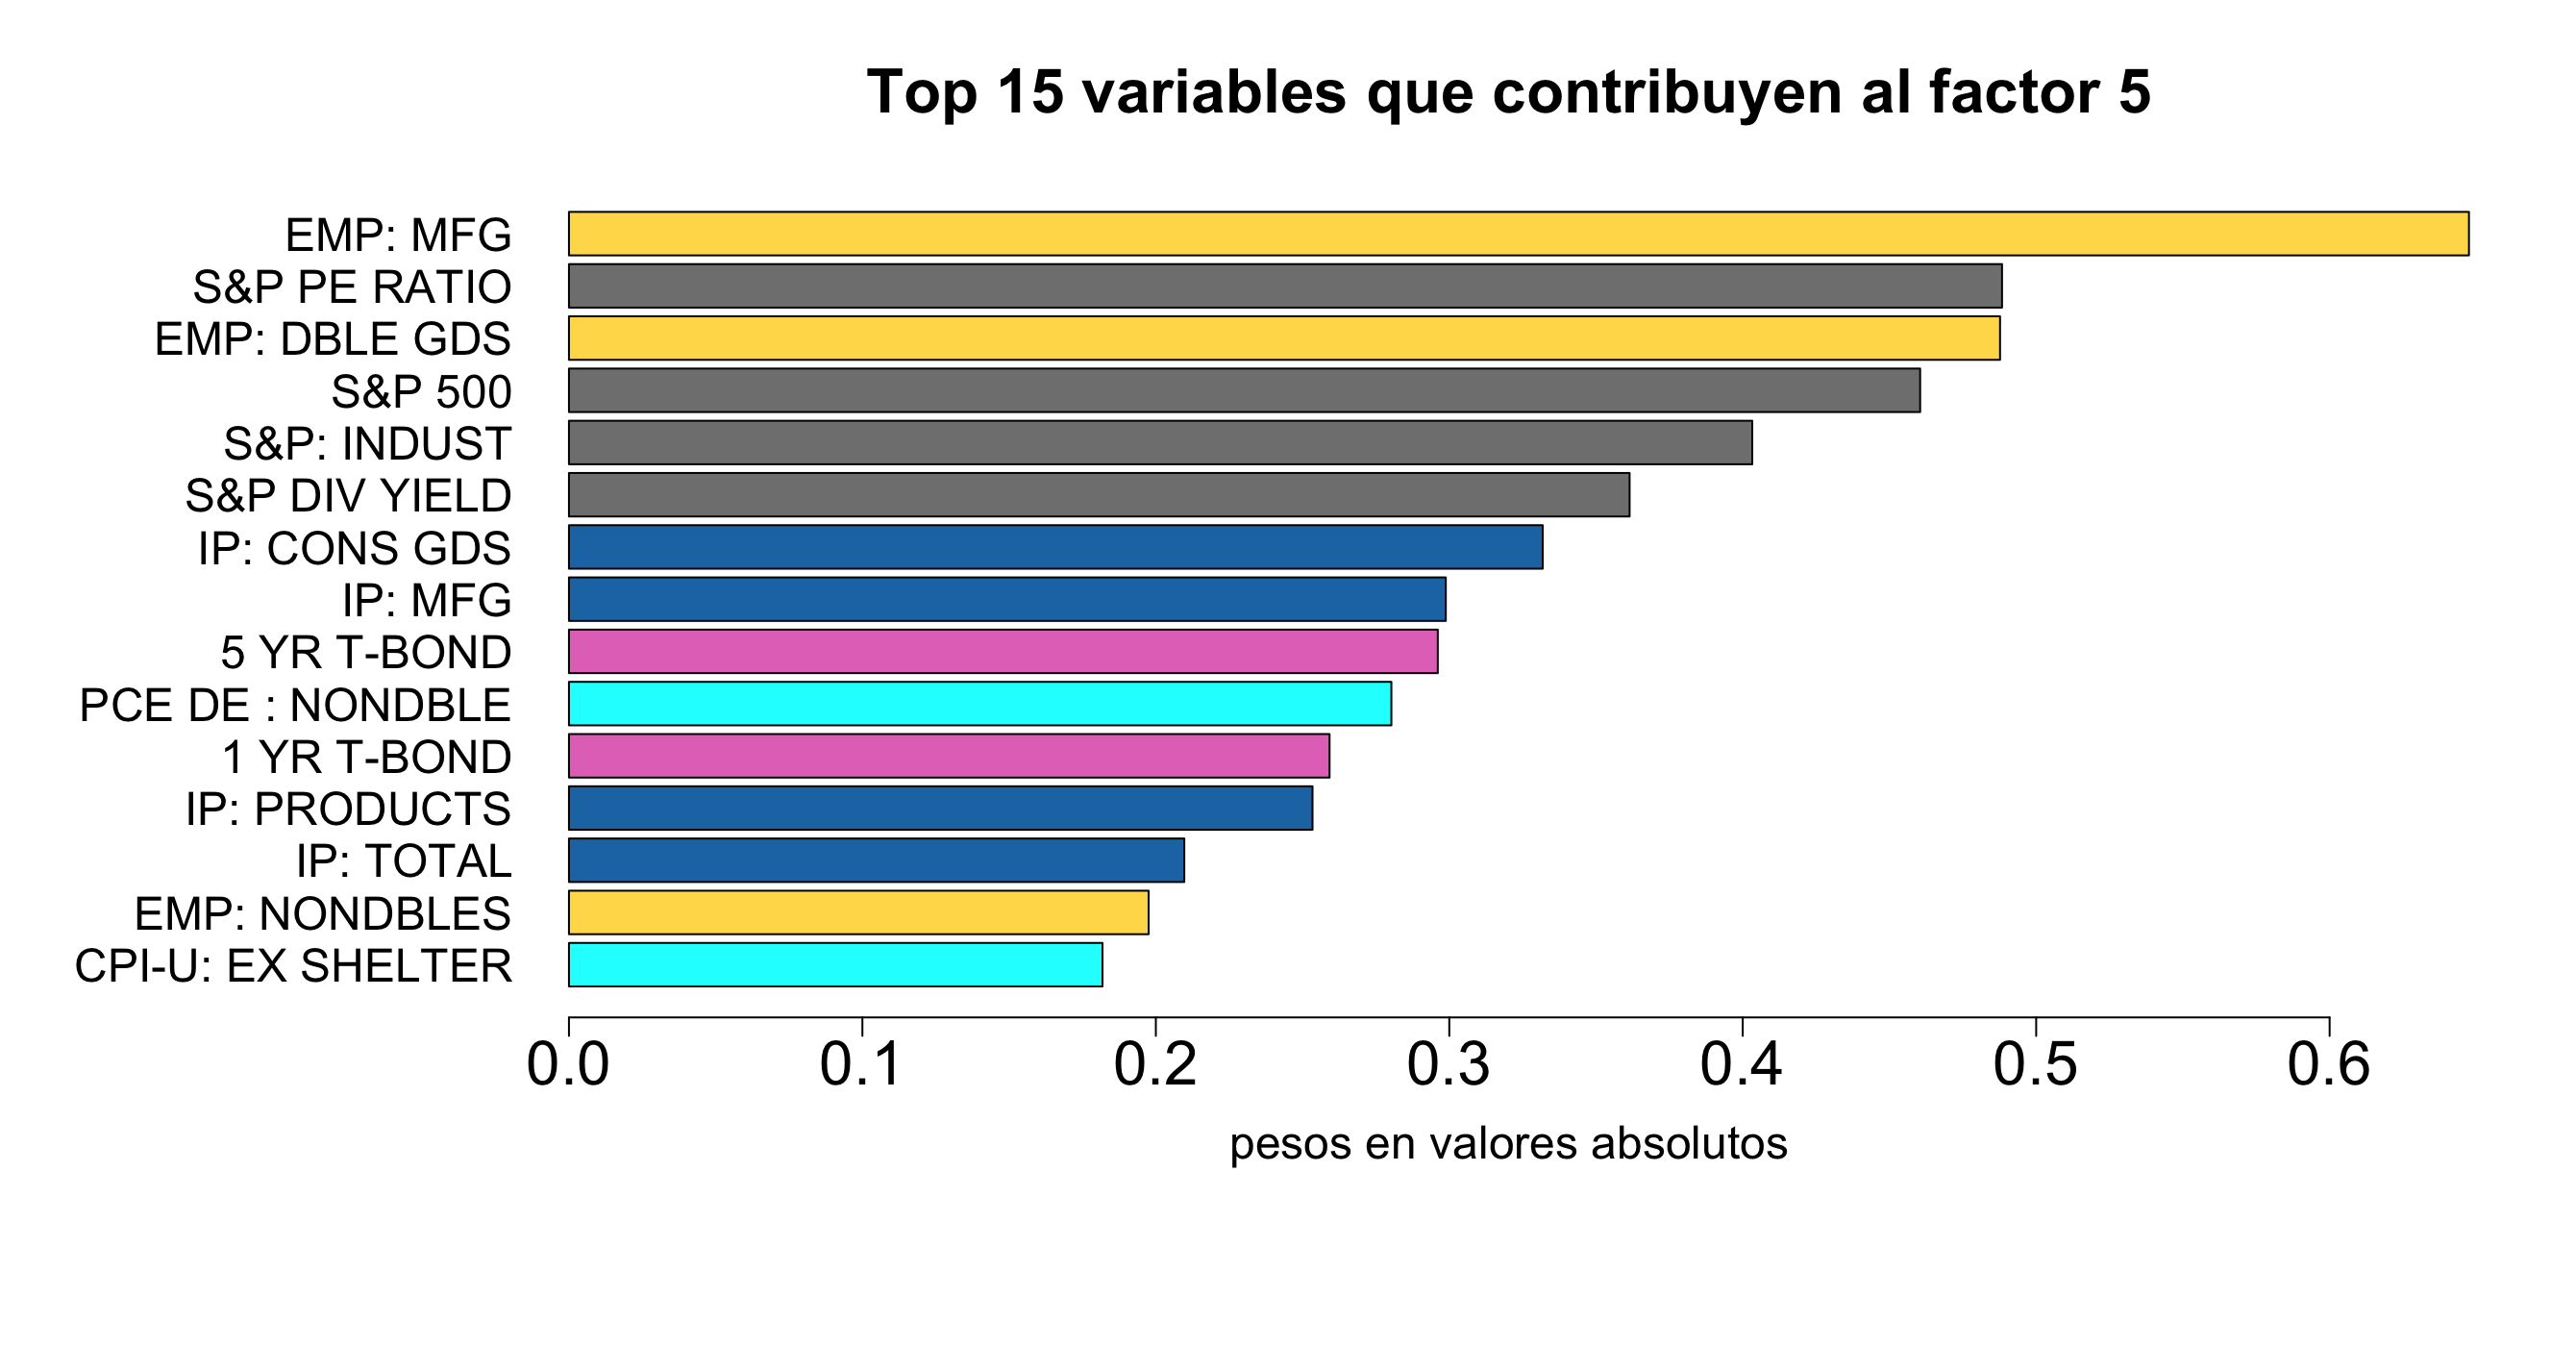 Top 15 variables que contribuyen al factor 5
EMP: MFG
S&P PE RATIO
EMP: DBLE GDS
S&P 500
S&P: INDUST
S&P DIV YIELD
IP: CONS GDS
IP: MFG
5 YR T-BOND
PCE DE : NONDBLE
1 YR T-BOND
IP: PRODUCTS
IP: TOTAL
EMP: NONDBLES
CPI-U: EX SHELTER
0.0 0.1 0.2 0.3 0.4 0.5 0.6
pesos en valores absolutos